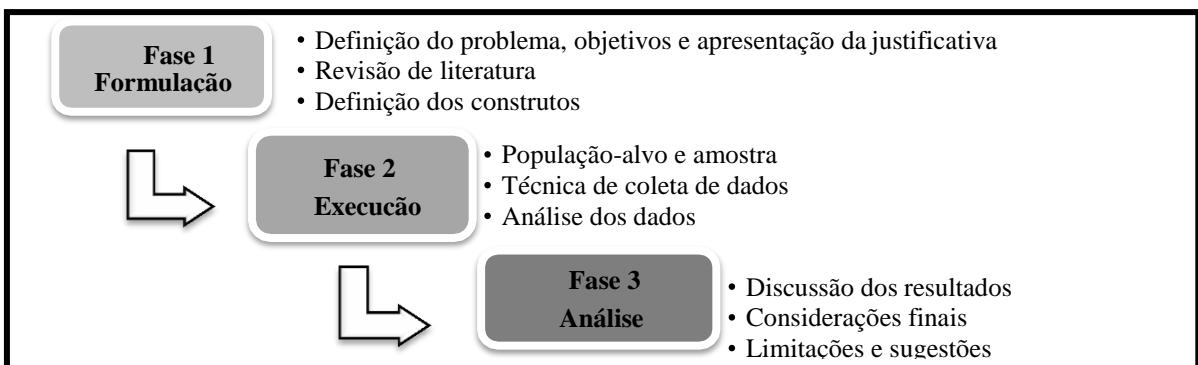 Fase 1
Formulação
• Definição do problema, objetivos e apresentação da justificativa
• Revisão de literatura
• Definição dos construtos
Fase 2
Execucão
• População-alvo e amostra
• Técnica de coleta de dados
• Análise dos dados
Fase 3
Análise
• Discussão dos resultados
• Considerações finais
• Limitações e sugestões